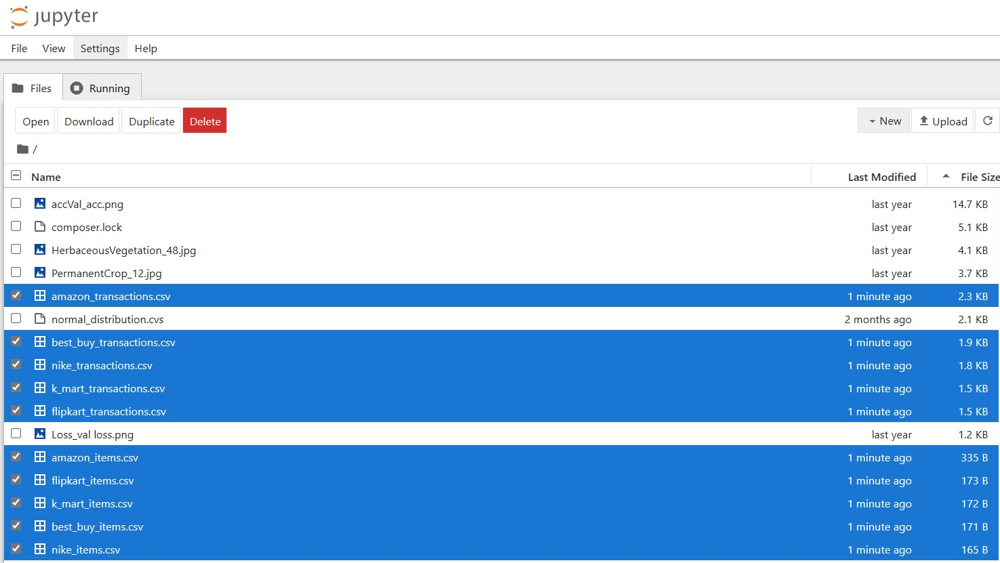 jupyter
File View Settings Help
Files Running
Open Download Duplicate Delete New Upload
/
Name Last Modified File Size
accVal_acc.png last year 14.7 KB
composer.lock last year 5.1 KB
HerbaceousVegetation_48.jpg last year 4.1 KB
PermanentCrop_12.jpg last year 3.7 KB
amazon_transactions.csv 1 minute ago 2.3 KB
normal_distribution.cvs 2 months ago 2.1 KB
best_buy_transactions.csv 1 minute ago 1.9 KB
nike_transactions.csv 1 minute ago 1.8 KB
k_mart_transactions.csv 1 minute ago 1.5 KB
flipkart_transactions.csv 1 minute ago 1.5 KB
Loss_val loss.png last year 1.2 KB
amazon_items.csv 1 minute ago 335 B
flipkart_items.csv 1 minute ago 173 B
k_mart_items.csv 1 minute ago 172 B
best_buy_items.csv 1 minute ago 171 B
nike_items.csv 1 minute ago 165 B